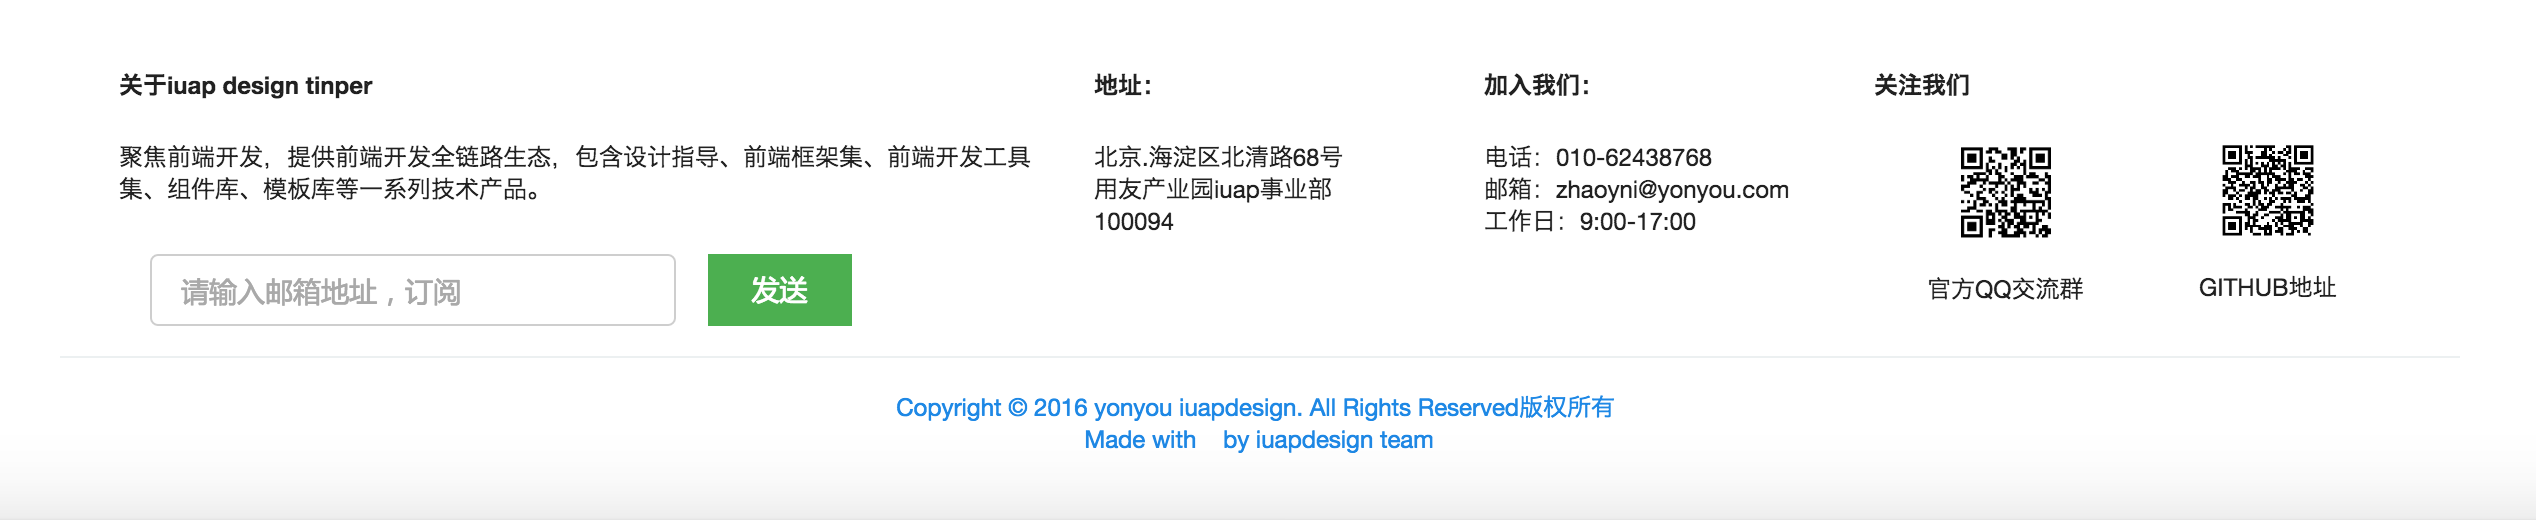 关于iuap design tinper
聚焦前端开发，提供前端开发全链路生态，包含设计指导、前端框架集、前端开发工具
集、组件库、模板库等一系列技术产品。
请输入邮箱地址，订阅
发送
地址：
北京.海淀区北清路68号
用友产业园iuap事业部
100094
加入我们：
电话：010-62438768
邮箱：zhaoyni@yonyou.com
工作日：9:00-17:00
关注我们
官方QQ交流群
GITHUB地址
Copyright © 2016 yonyou iuapdesign. All Rights Reserved版权所有
Made with by iuapdesign team